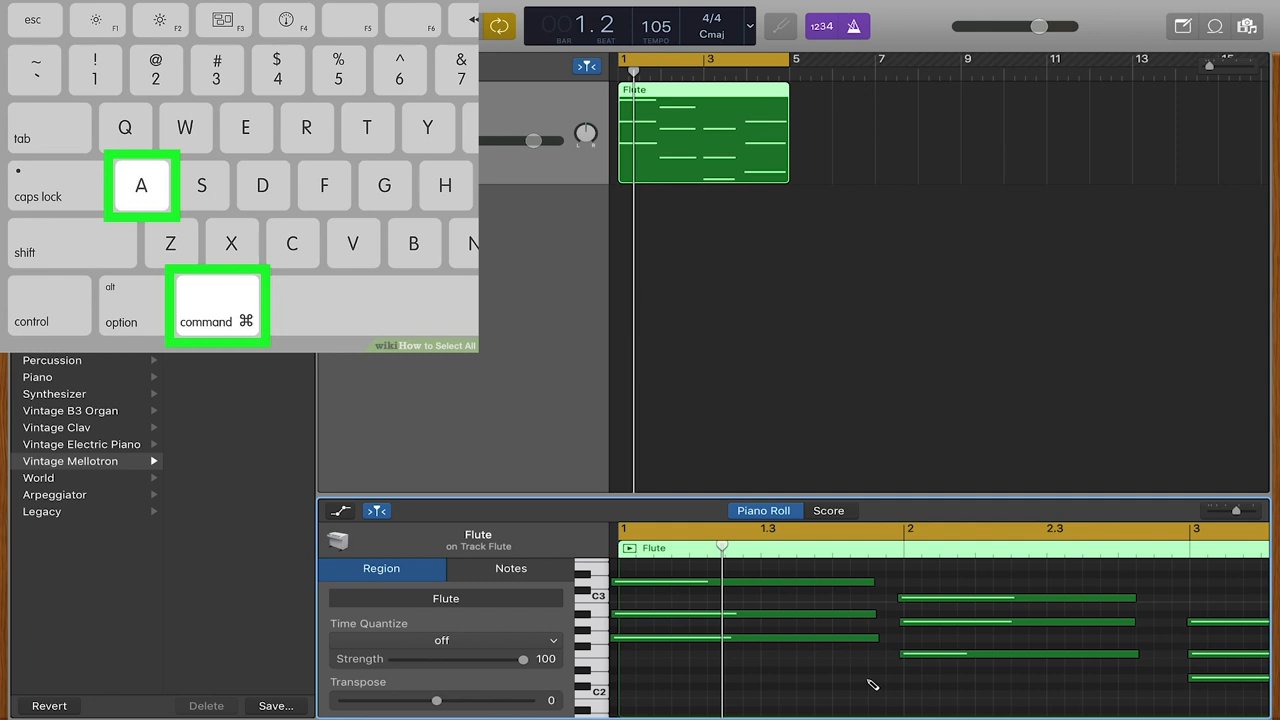 esc F1 F2 F3 F4 F5 F6
~ ` ! 1 @ 2 # 3 $ 4 % 5 ^ 6 & 7
tab Q W E R T Y
caps lock A S D F G H
shift Z X C V B N
control alt option command ⌘
wikiHow to Select All
001.2 BAR BEAT 105 TEMPO 4/4 Cmaj
1234
1 3 5 7 9 11 13 15
Flute
L R
Percussion
Piano
Synthesizer
Vintage B3 Organ
Vintage Clav
Vintage Electric Piano
Vintage Mellotron
World
Arpeggiator
Legacy
Revert Delete Save...
Piano Roll Score
Flute
on Track Flute
1 1.3 2 2.3 3
Flute
Region Notes
Flute
Time Quantize
off
Strength 100
Transpose
0
C3
C2